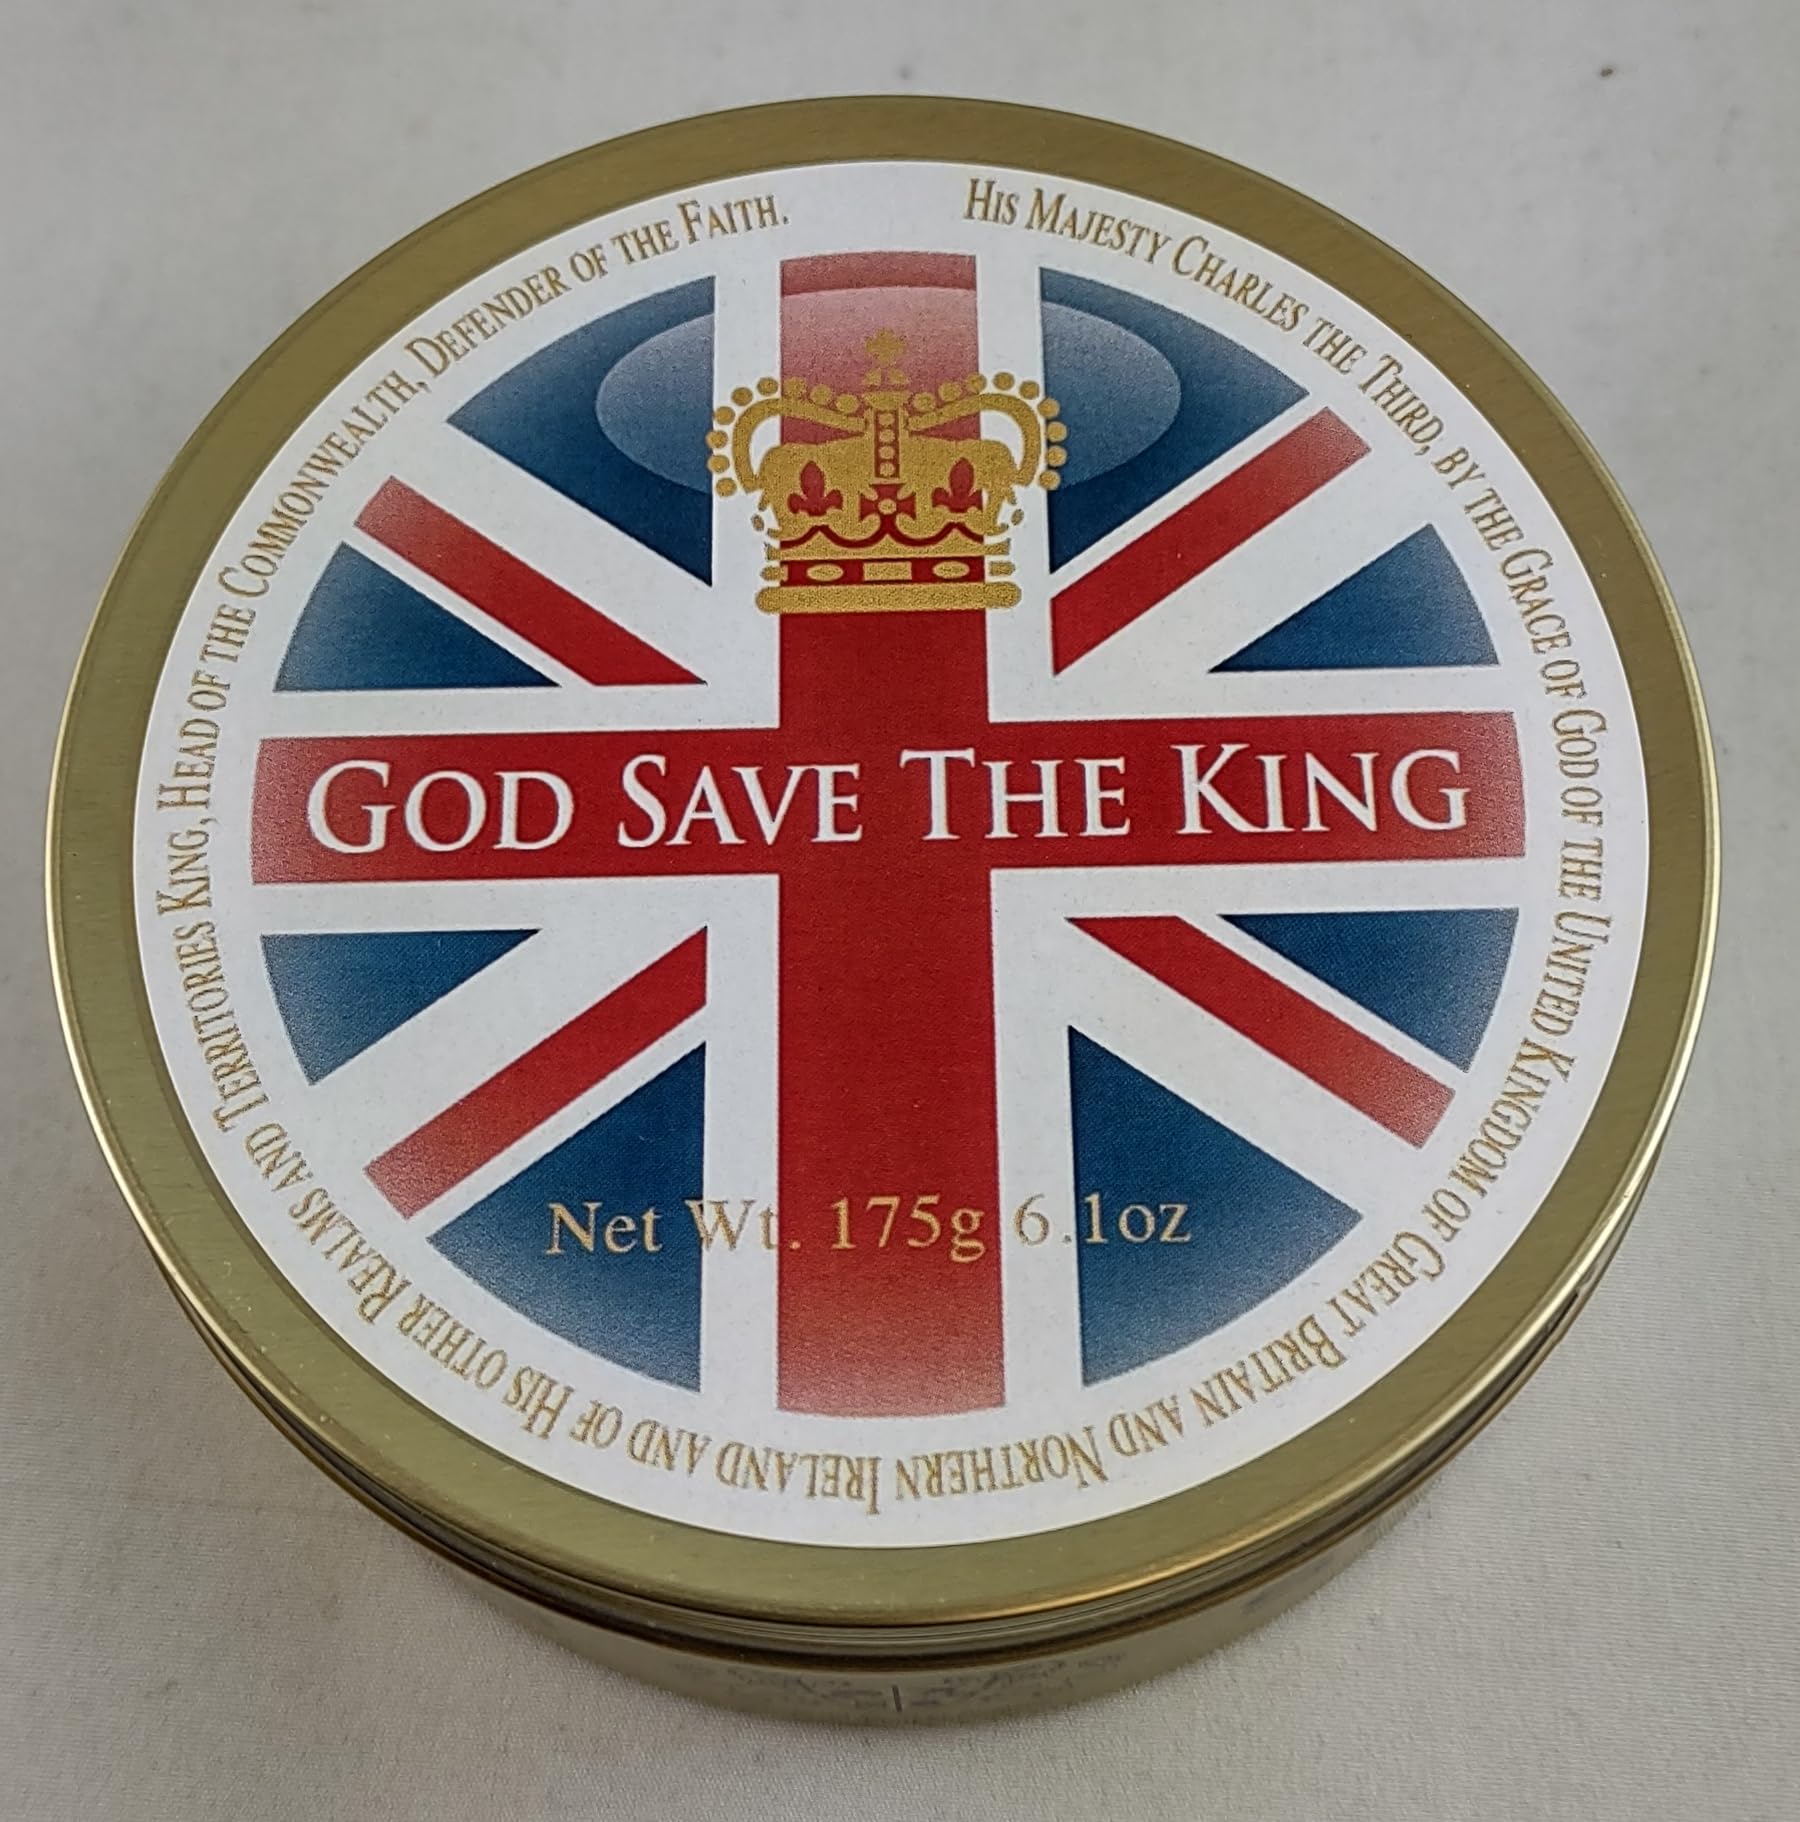 His Majesty Charles the Third, by the Grace of God of the United Kingdom of Great Britain and Northern Ireland and of His other Realms and Territories King, Head of the Commonwealth, Defender of the Faith.
God Save The King
Net Wt. 175g 6.1oz